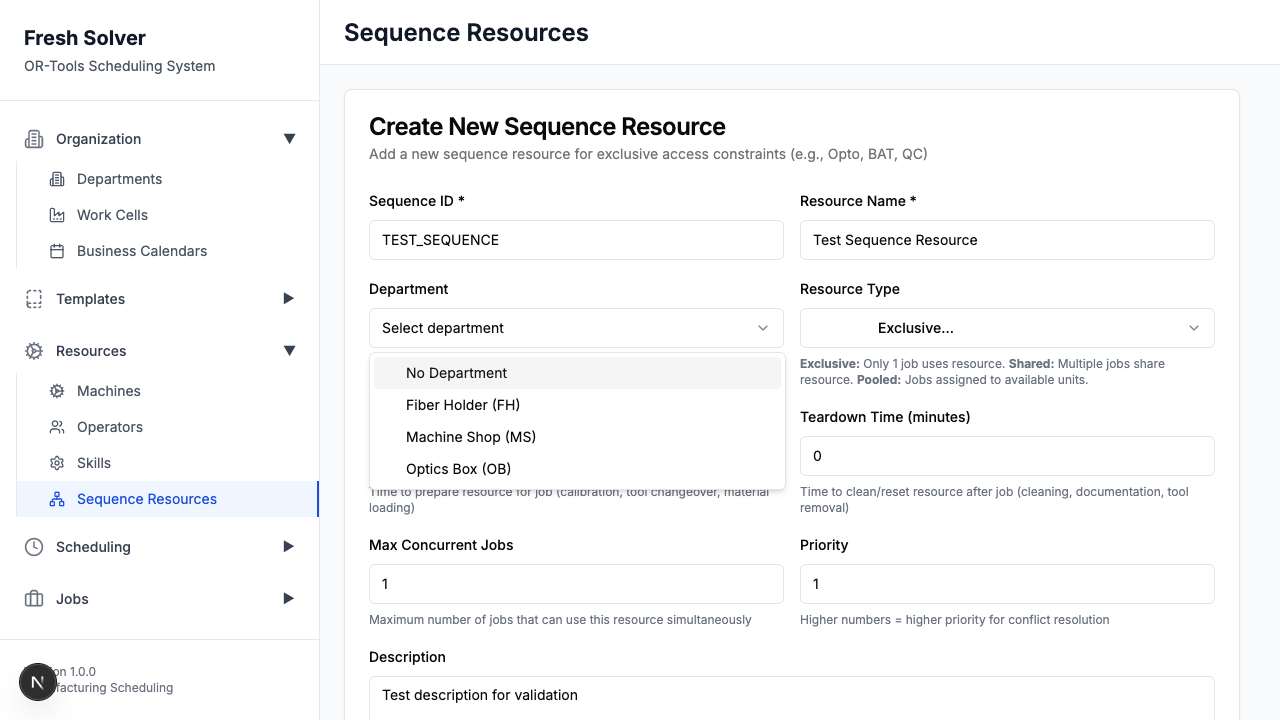 Fresh Solver
OR-Tools Scheduling System
Organization
Departments
Work Cells
Business Calendars
Templates
Resources
Machines
Operators
Skills
Sequence Resources
Scheduling
Jobs
on 1.0.0
facturing Scheduling
N
Sequence Resources
Create New Sequence Resource
Add a new sequence resource for exclusive access constraints (e.g., Opto, BAT, QC)
Sequence ID *
TEST_SEQUENCE
Resource Name *
Test Sequence Resource
Department
Select department
No Department
Fiber Holder (FH)
Machine Shop (MS)
Optics Box (OB)
Resource Type
Exclusive...
Exclusive: Only 1 job uses resource. Shared: Multiple jobs share
resource. Pooled: Jobs assigned to available units.
Time to prepare resource for job (calibration, tool changeover, material
loading)
Teardown Time (minutes)
0
Time to clean/reset resource after job (cleaning, documentation, tool
removal)
Max Concurrent Jobs
1
Maximum number of jobs that can use this resource simultaneously
Priority
1
Higher numbers = higher priority for conflict resolution
Description
Test description for validation